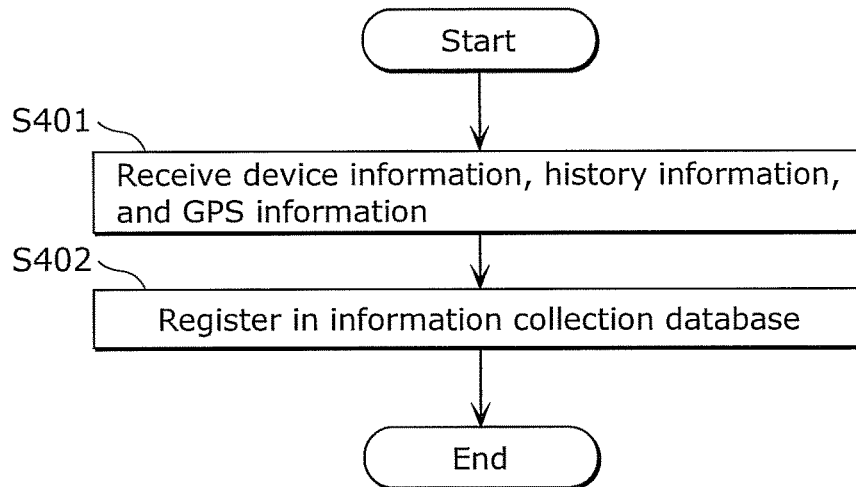 Start
S401
Receive device information, history information,
and GPS information
S402
Register in information collection database
End